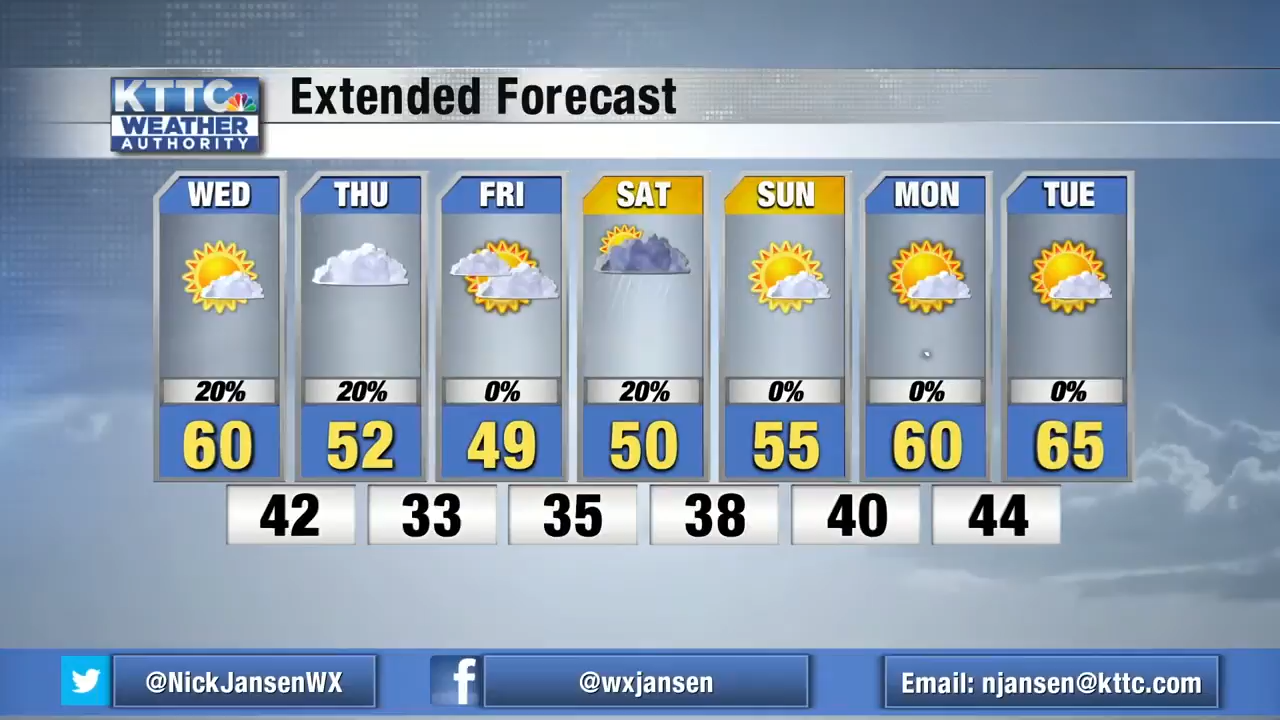 KTTC
WEATHER
AUTHORITY
Extended Forecast
WED THU FRI SAT SUN MON TUE
20% 20% 0% 20% 0% 0% 0%
60 52 49 50 55 60 65
42 33 35 38 40 44
@NickJansenWX @wxjansen Email: njansen@kttc.com